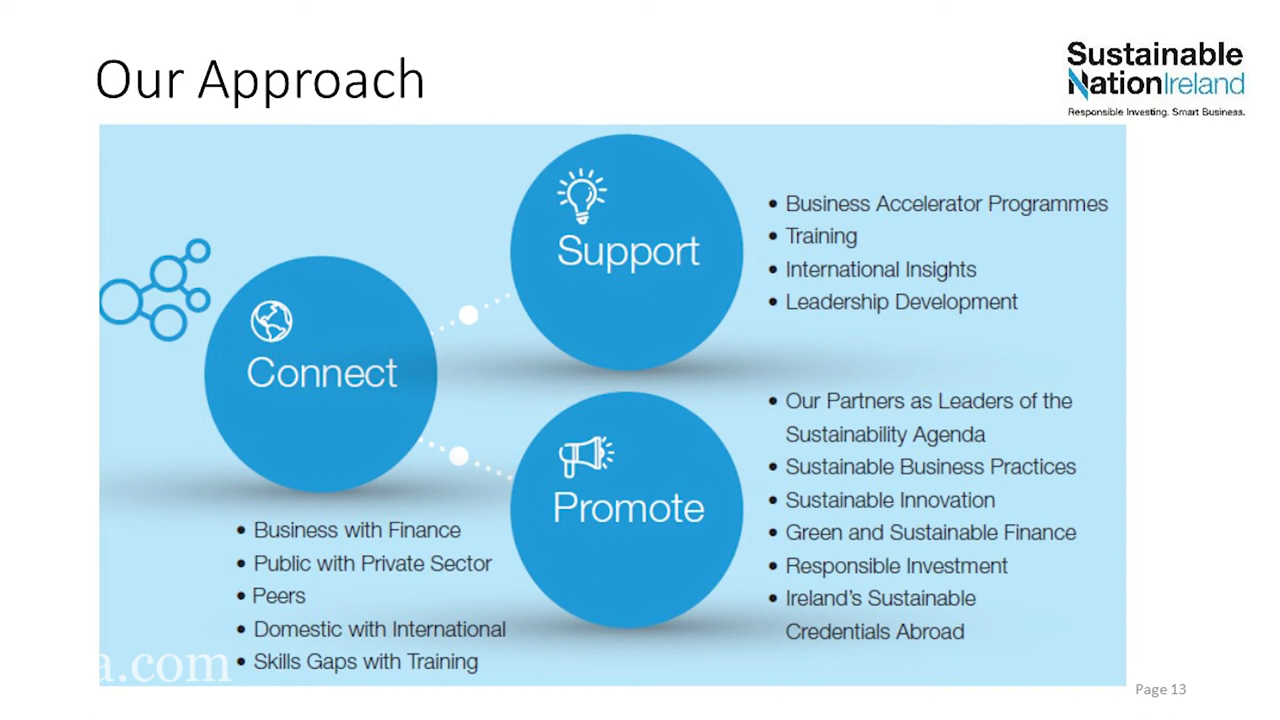 Our Approach
Sustainable
NationIreland
Responsible Investing. Smart Business.
Support
• Business Accelerator Programmes
• Training
• International Insights
• Leadership Development
Connect
• Business with Finance
• Public with Private Sector
• Peers
• Domestic with International
• Skills Gaps with Training
Promote
• Our Partners as Leaders of the
Sustainability Agenda
• Sustainable Business Practices
• Sustainable Innovation
• Green and Sustainable Finance
• Responsible Investment
• Ireland's Sustainable
Credentials Abroad
a.com
Page 13